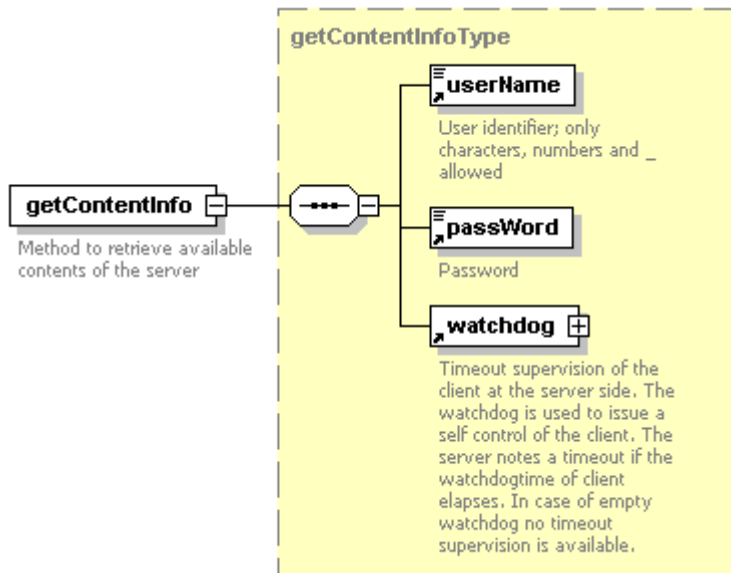 getContentInfoType
userName
User identifier; only
characters, numbers and _
allowed
getContentInfo
Method to retrieve available
contents of the server
passWord
Password
watchdog
Timeout supervision of the
client at the server side. The
watchdog is used to issue a
self control of the client. The
server notes a timeout if the
watchdogtime of client
elapses. In case of empty
watchdog no timeout
supervision is available.